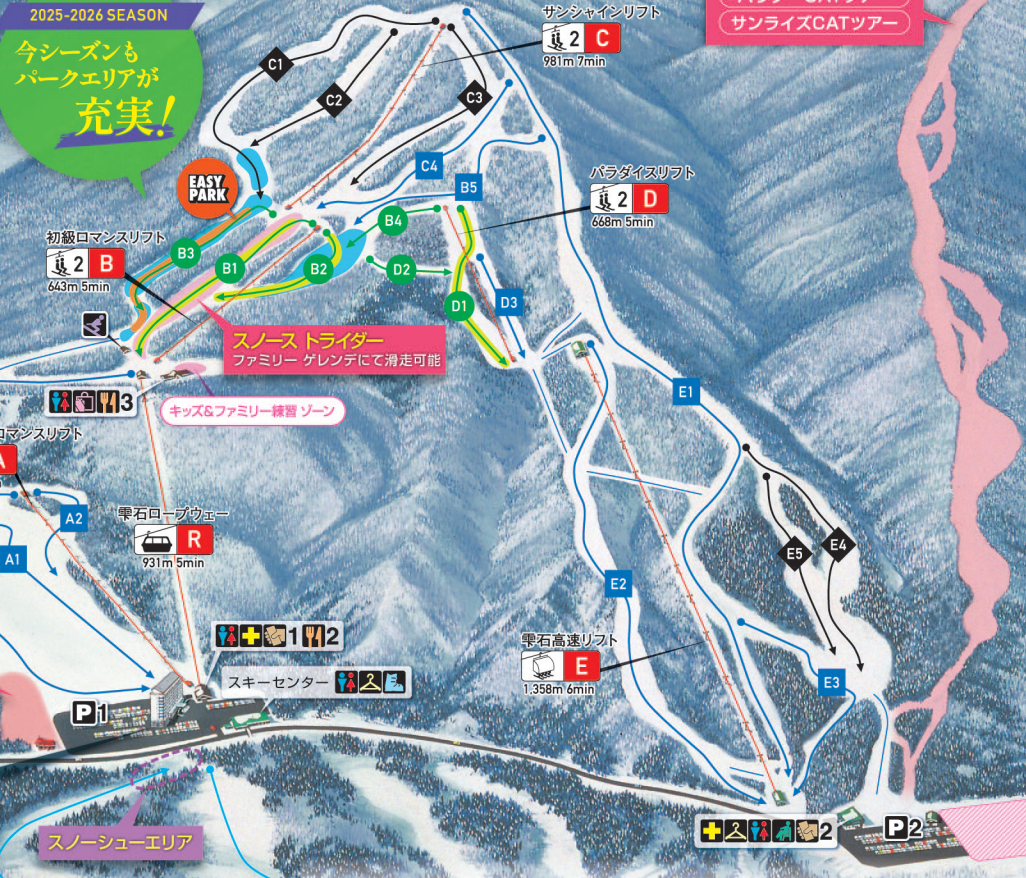 2025-2026 SEASON
今シーズンも
パークエリアが
充実!
サンライズCATツアー
サンシャインリフト
2 C
981m 7min
C1
C2
C3
C4
B5
パラダイスリフト
2 D
668m 5min
EASY
PARK
初級ロマンスリフト
2 B
643m 5min
B3
B1
B2
B4
D2
D1
D3
スノース トライダー
ファミリー ゲレンデにて滑走可能
キッズ&ファミリー練習 ゾーン
3
ロマンスリフト
A
A2
A1
雫石ロープウェー
R
931m 5min
E1
E5
E4
E2
雫石高速リフト
E
1,358m 6min
E3
1 2
スキーセンター
P1
スノーシューエリア
2
P2